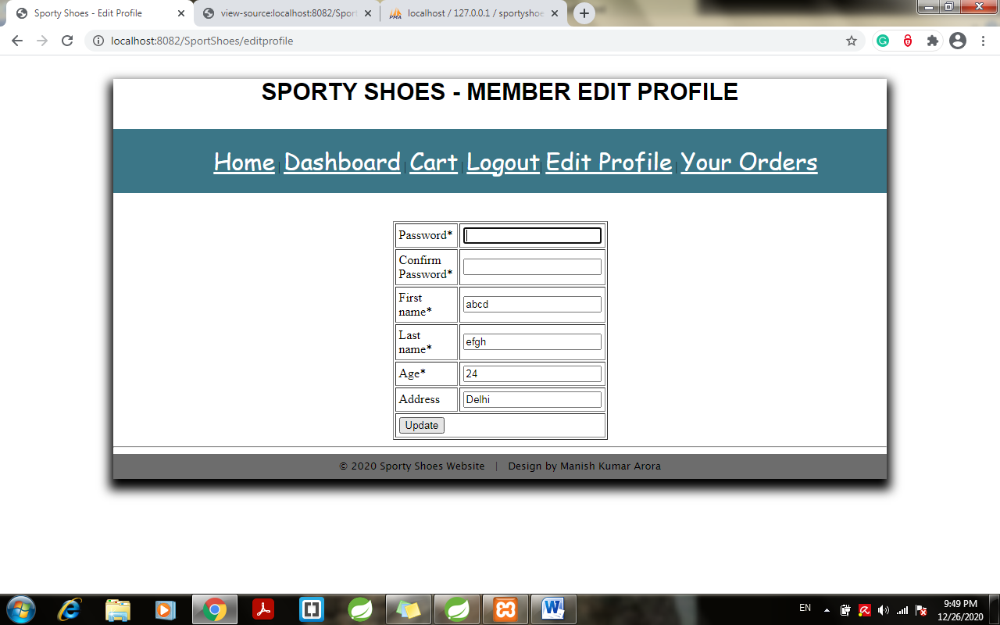 Sporty Shoes - Edit Profile
view-source:localhost:8082/Sport
PMA localhost / 127.0.0.1 / sportyshoe
localhost:8082/SportShoes/editprofile
SPORTY SHOES - MEMBER EDIT PROFILE
Home | Dashboard | Cart | Logout | Edit Profile | Your Orders
Password*
Confirm
Password*
First
name* abcd
Last
name* efgh
Age* 24
Address Delhi
Update
© 2020 Sporty Shoes Website | Design by Manish Kumar Arora
EN
9:49 PM
12/26/2020